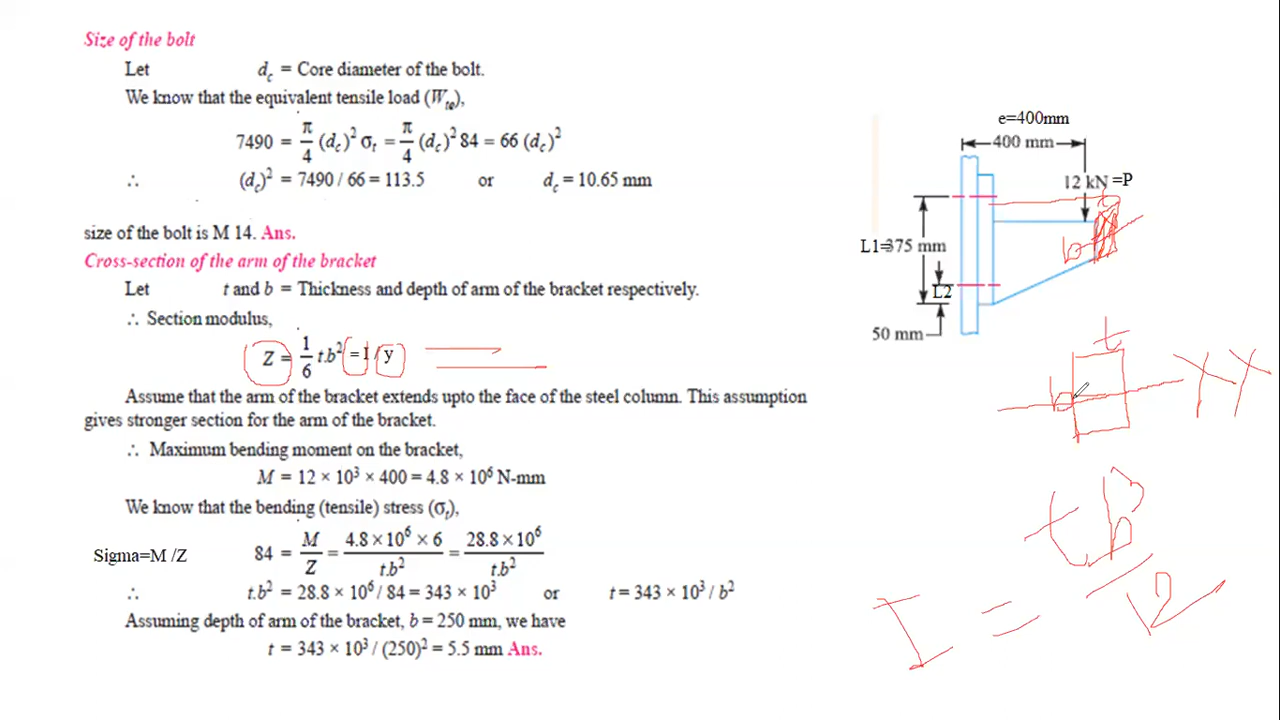 Size of the bolt
Let d_c = Core diameter of the bolt.
We know that the equivalent tensile load (W_te),
7490 = π/4 (d_c)² σ_t = π/4 (d_c)² 84 = 66 (d_c)²
∴ (d_c)² = 7490 / 66 = 113.5 or d_c = 10.65 mm
size of the bolt is M 14. Ans.
Cross-section of the arm of the bracket
Let t and b = Thickness and depth of arm of the bracket respectively.
∴ Section modulus,
Z = 1/6 t.b² = I / y
Assume that the arm of the bracket extends upto the face of the steel column. This assumption
gives stronger section for the arm of the bracket.
∴ Maximum bending moment on the bracket,
M = 12 × 10³ × 400 = 4.8 × 10⁶ N-mm
We know that the bending (tensile) stress (σ_t),
Sigma=M /Z 84 = M/Z = 4.8 × 10⁶ × 6 / t.b² = 28.8 × 10⁶ / t.b²
∴ t.b² = 28.8 × 10⁶ / 84 = 343 × 10³ or t = 343 × 10³ / b²
Assuming depth of arm of the bracket, b = 250 mm, we have
t = 343 × 10³ / (250)² = 5.5 mm Ans.
e=400mm
400 mm
12 kN =P
t
b
L1=375 mm
L2
50 mm
t
b
XX
I = tb³/12